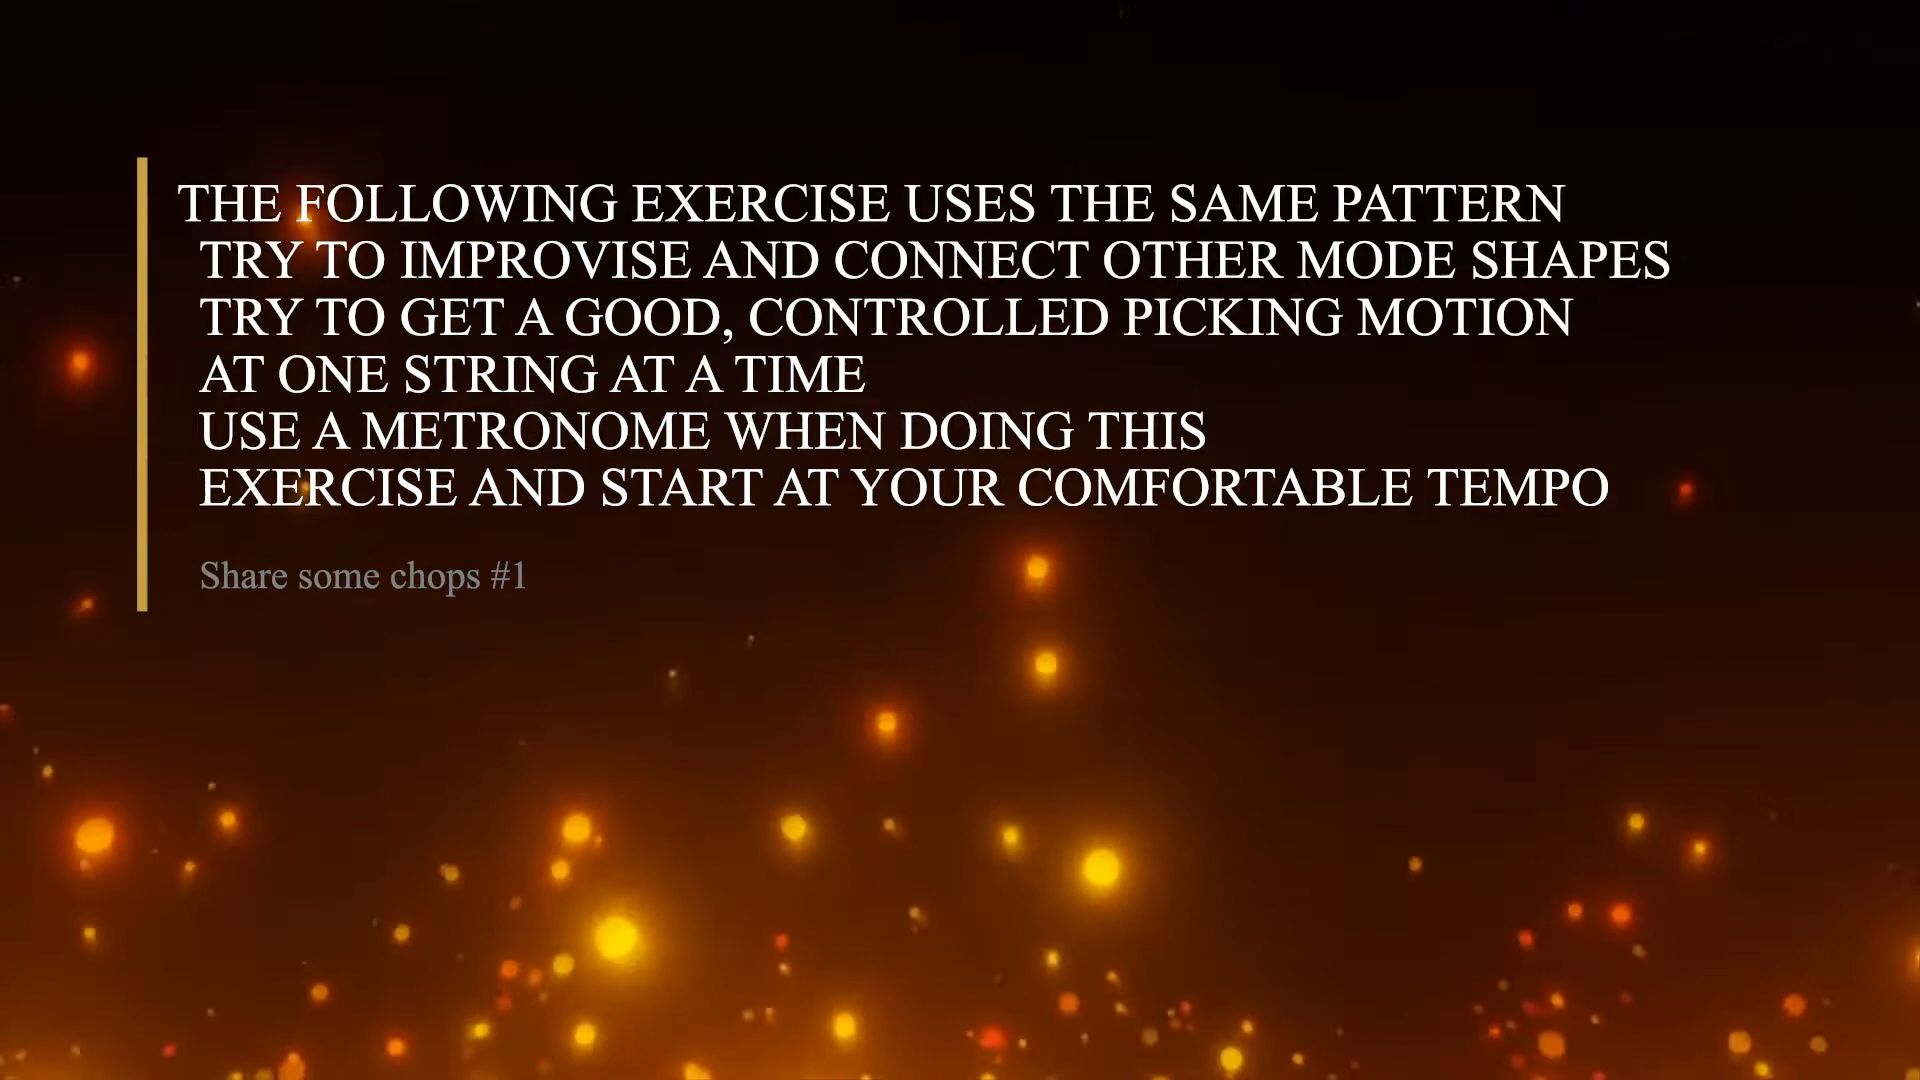 THE FOLLOWING EXERCISE USES THE SAME PATTERN
TRY TO IMPROVISE AND CONNECT OTHER MODE SHAPES
TRY TO GET A GOOD, CONTROLLED PICKING MOTION
AT ONE STRING AT A TIME
USE A METRONOME WHEN DOING THIS
EXERCISE AND START AT YOUR COMFORTABLE TEMPO
Share some chops #1